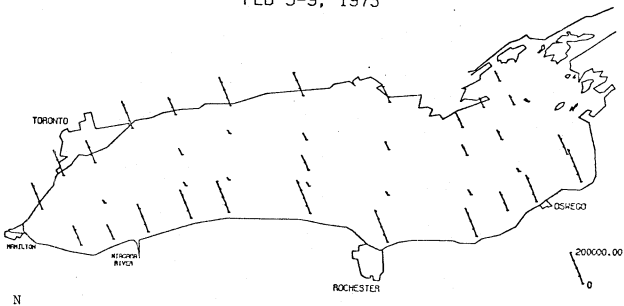 FEB 5-9, 1973
TORONTO
HAMILTON
NIAGARA
RIVER
ROCHESTER
OSWEGO
200000.00
0
N